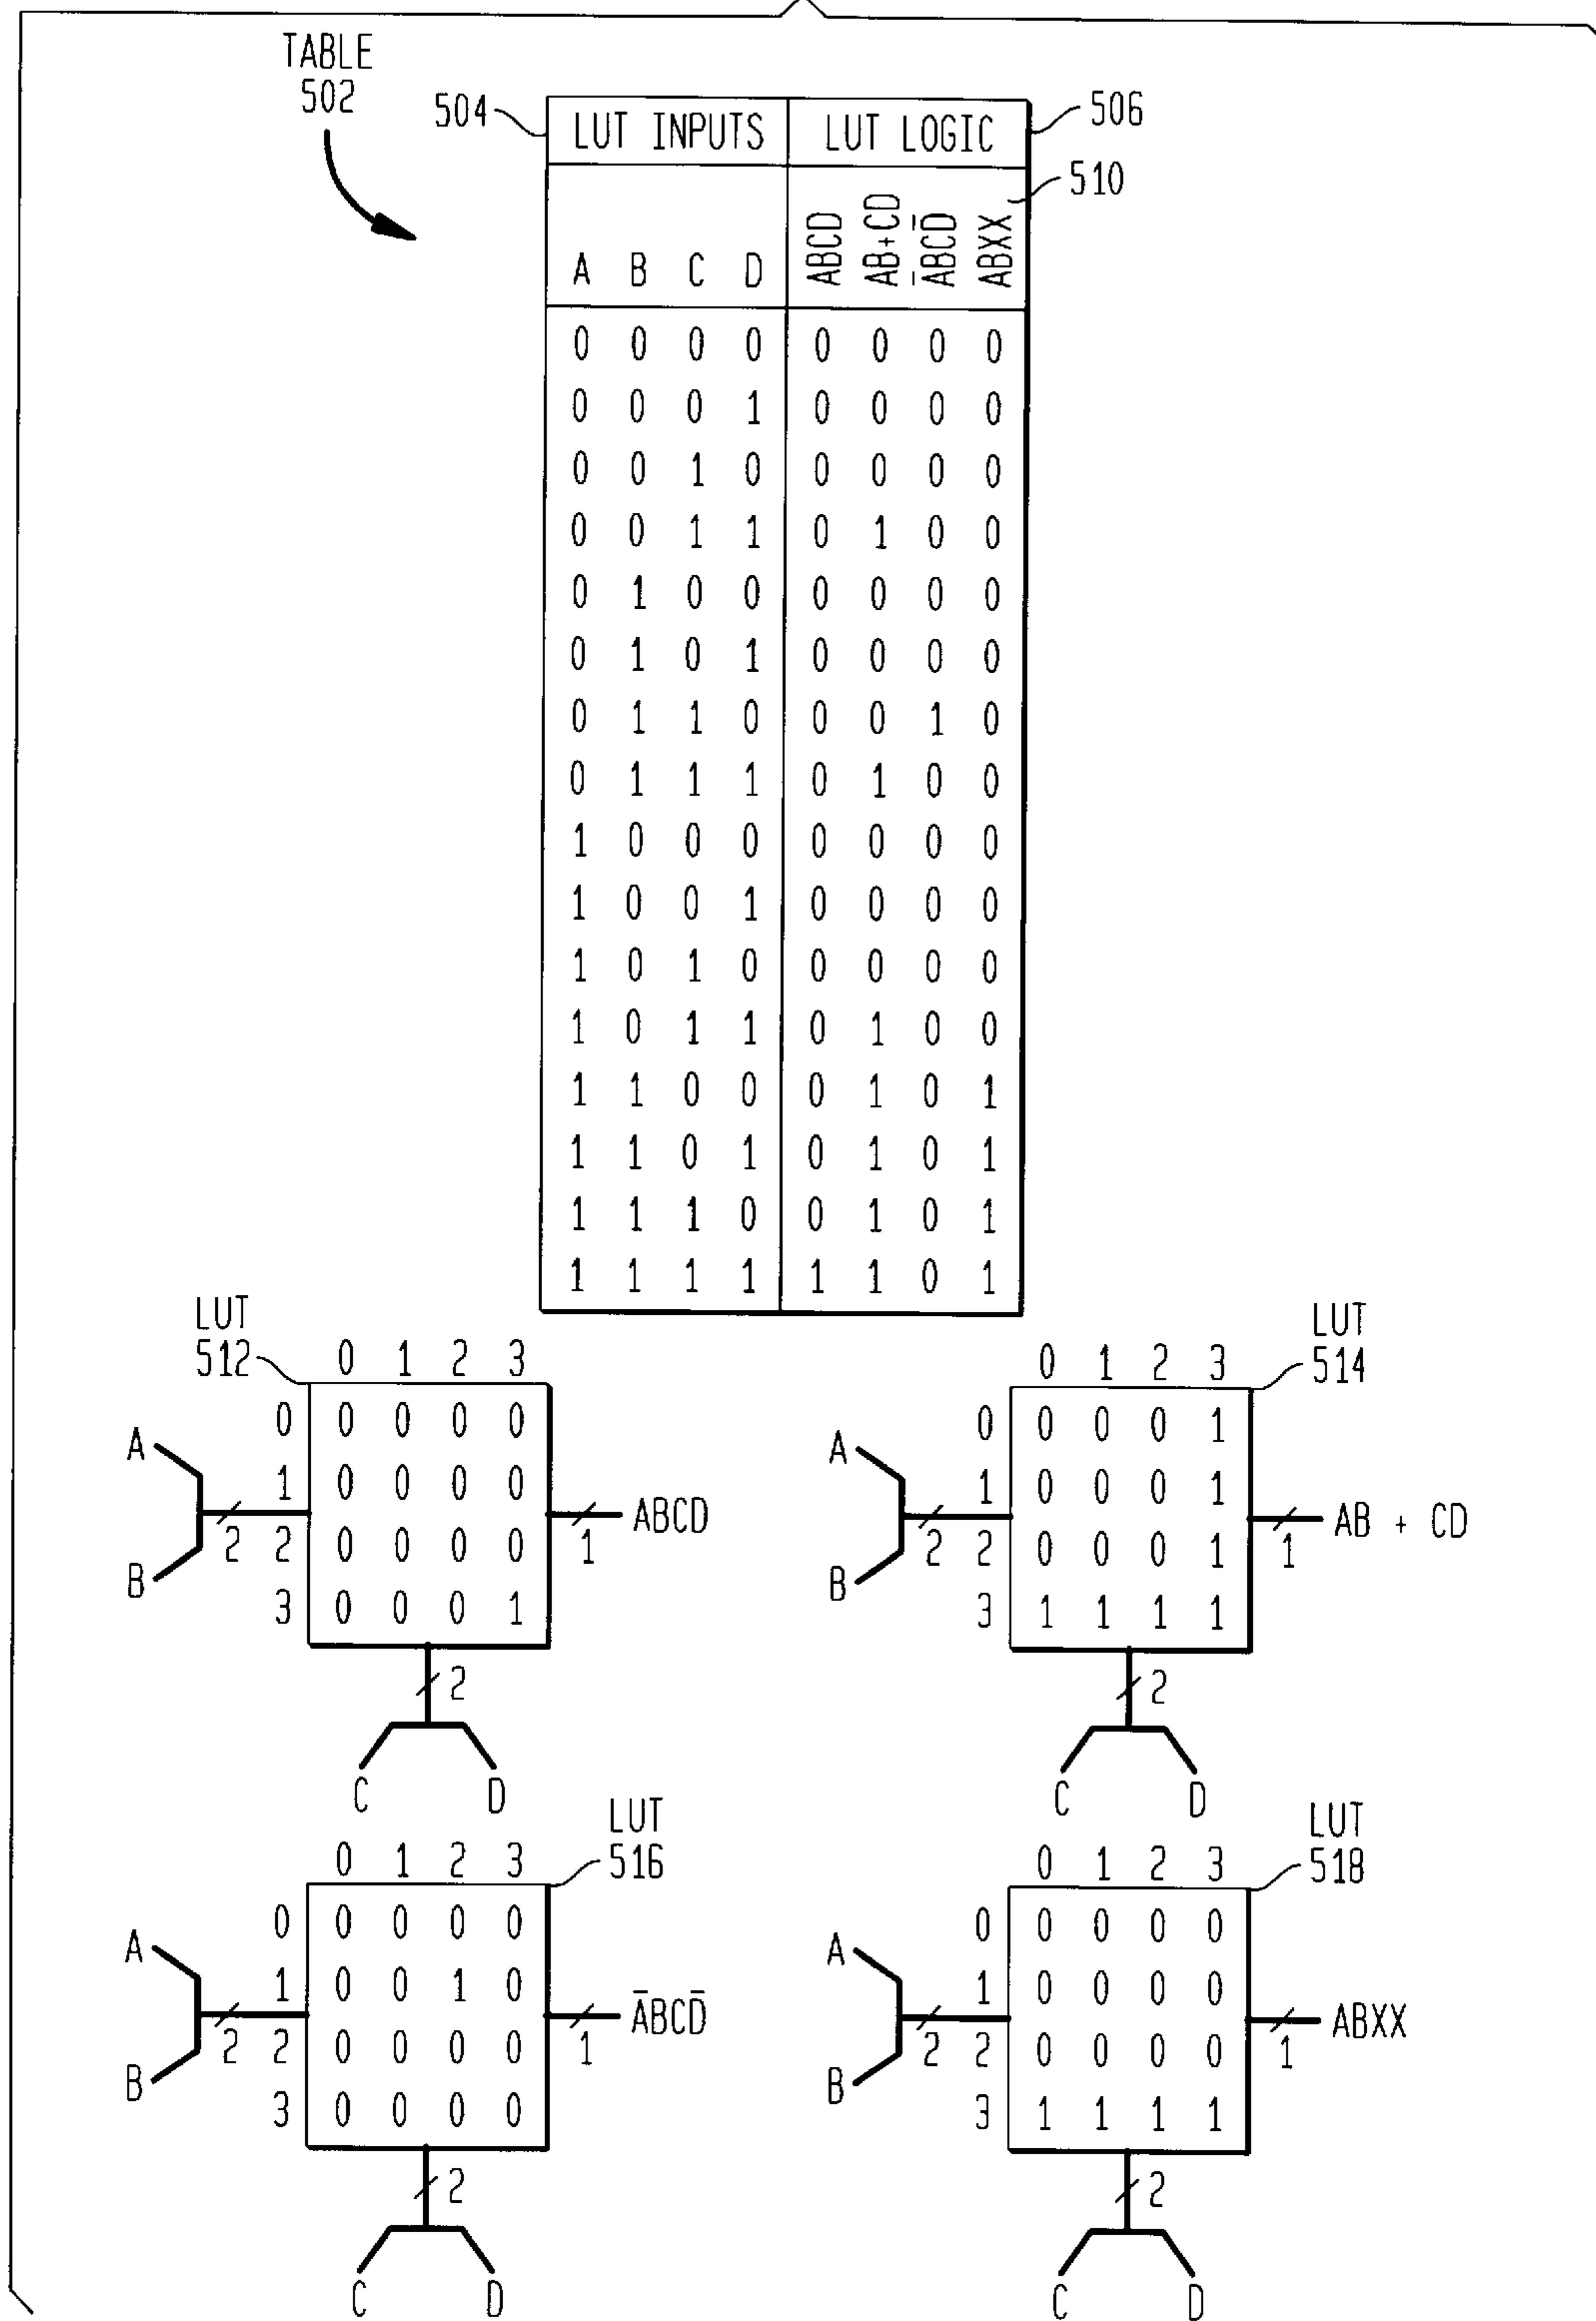 TABLE
502
504
506
LUT INPUTS LUT LOGIC
510
A B C D ABCD AB+CD A̅BCD̅ ABXX
0 0 0 0 0 0 0 0
0 0 0 1 0 0 0 0
0 0 1 0 0 0 0 0
0 0 1 1 0 1 0 0
0 1 0 0 0 0 0 0
0 1 0 1 0 0 0 0
0 1 1 0 0 0 1 0
0 1 1 1 0 1 0 0
1 0 0 0 0 0 0 0
1 0 0 1 0 0 0 0
1 0 1 0 0 0 0 0
1 0 1 1 0 1 0 0
1 1 0 0 0 1 0 1
1 1 0 1 0 1 0 1
1 1 1 0 0 1 0 1
1 1 1 1 1 1 0 1
LUT
512
0 1 2 3
0 0 0 0 0
A
1 0 0 0 0
2
1
ABCD
2 0 0 0 0
B
3 0 0 0 1
2
C D
LUT
514
0 1 2 3
0 0 0 0 1
A
1 0 0 0 1
2
1
AB + CD
2 0 0 0 1
B
3 1 1 1 1
2
C D
LUT
516
0 1 2 3
0 0 0 0 0
A
1 0 0 1 0
2
1
A̅BCD̅
2 0 0 0 0
B
3 0 0 0 0
2
C D
LUT
518
0 1 2 3
0 0 0 0 0
A
1 0 0 0 0
2
1
ABXX
2 0 0 0 0
B
3 1 1 1 1
2
C D